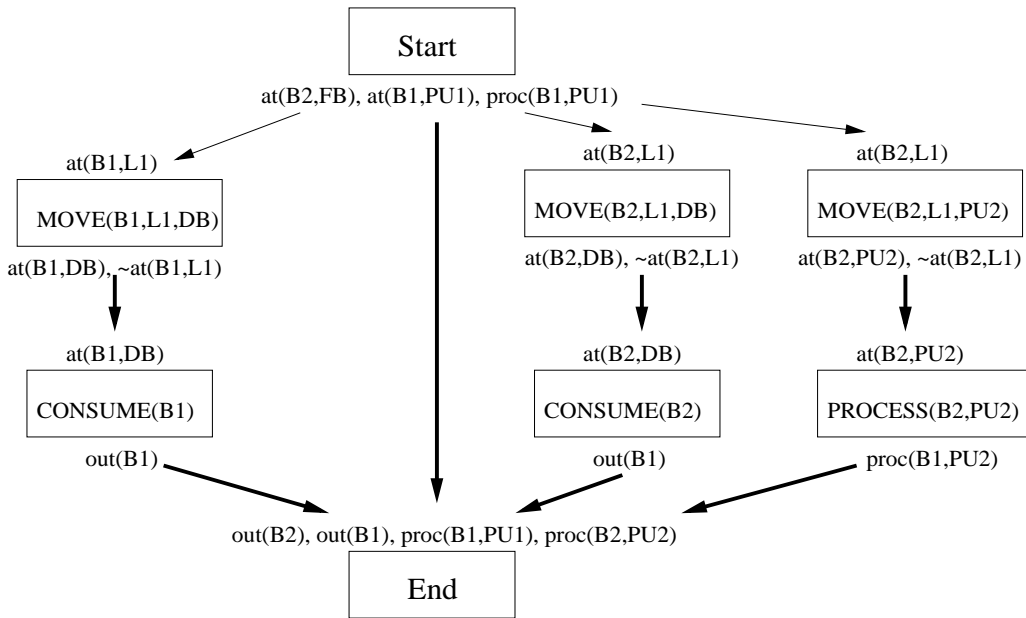 Start
at(B2,FB), at(B1,PU1), proc(B1,PU1)
at(B1,L1)
MOVE(B1,L1,DB)
at(B1,DB), ~at(B1,L1)
at(B1,DB)
CONSUME(B1)
out(B1)
at(B2,L1)
MOVE(B2,L1,DB)
at(B2,DB), ~at(B2,L1)
at(B2,DB)
CONSUME(B2)
out(B1)
at(B2,L1)
MOVE(B2,L1,PU2)
at(B2,PU2), ~at(B2,L1)
at(B2,PU2)
PROCESS(B2,PU2)
proc(B1,PU2)
out(B2), out(B1), proc(B1,PU1), proc(B2,PU2)
End